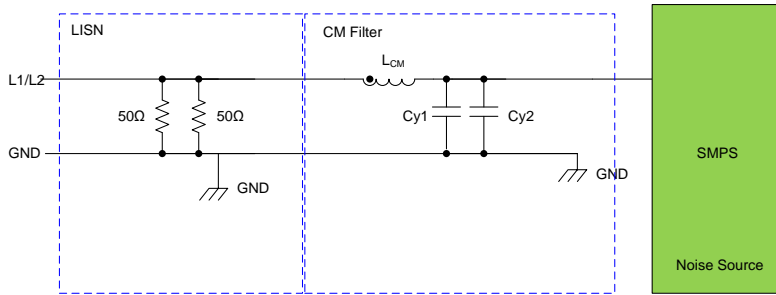 LISN
CM Filter
L1/L2
LCM
50Ω
50Ω
Cy1
Cy2
GND
GND
GND
SMPS
Noise Source